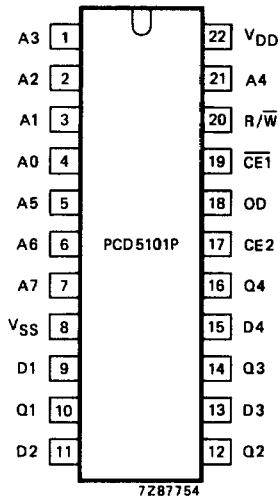 A3 1 22 VDD
A2 2 21 A4
A1 3 20 R/W̅
A0 4 19 C̅E̅1̅
A5 5 18 OD
A6 6 PCD5101P 17 CE2
A7 7 16 Q4
VSS 8 15 D4
D1 9 14 Q3
Q1 10 13 D3
D2 11 12 Q2
7Z87754